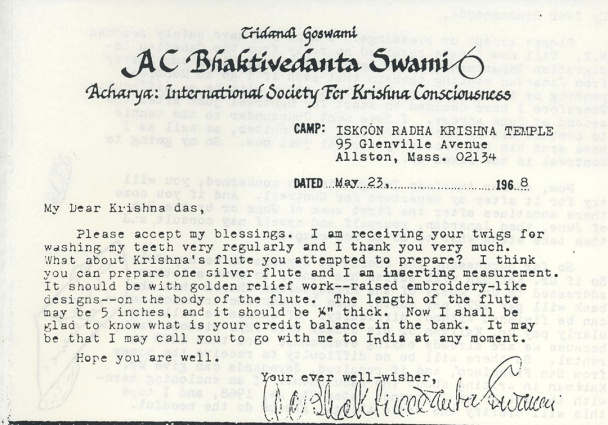 Tridandi Goswami
AC Bhaktivedanta Swami
Acharya: International Society For Krishna Consciousness
CAMP: ISKCON RADHA KRISHNA TEMPLE
95 Glenville Avenue
Allston, Mass. 02134
DATED May 23, 1968
My Dear Krishna das,
Please accept my blessings. I am receiving your twigs for
washing my teeth very regularly and I thank you very much.
What about Krishna's flute you attempted to prepare? I think
you can prepare one silver flute and I am inserting measurement.
It should be with golden relief work--raised embroidery-like
designs--on the body of the flute. The length of the flute
may be 5 inches, and it should be ¼" thick. Now I shall be
glad to know what is your credit balance in the bank. It may
be that I may call you to go with me to India at any moment.
Hope you are well.
Your ever well-wisher,
A.C. Bhaktivedanta Swami